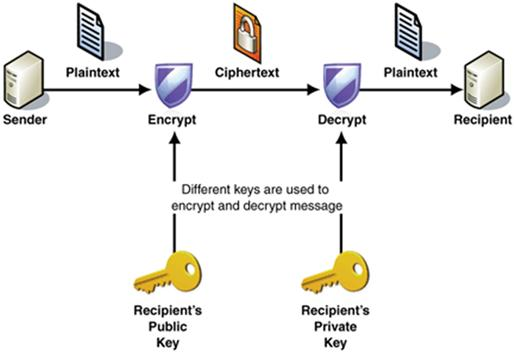 Plaintext
Ciphertext
Plaintext
Sender
Encrypt
Decrypt
Recipient
Different keys are used to
encrypt and decrypt message
Recipient's
Public
Key
Recipient's
Private
Key